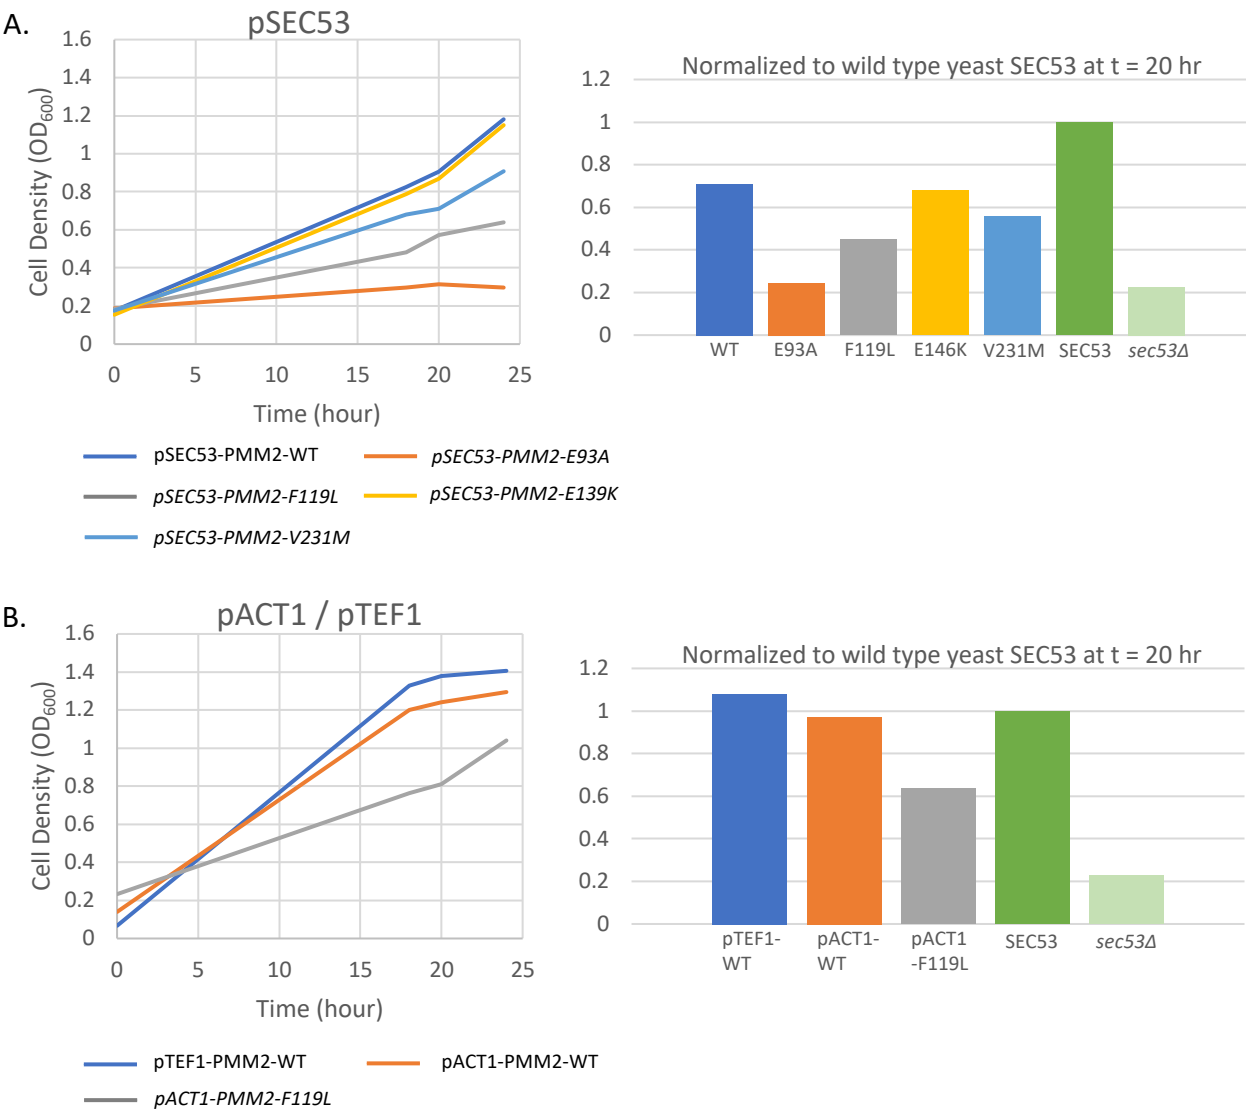 A.
pSEC53
1.6
1.4
1.2
1
0.8
0.6
0.4
0.2
0
Cell Density (OD600)
0 5 10 15 20 25
Time (hour)
pSEC53-PMM2-WT pSEC53-PMM2-E93A
pSEC53-PMM2-F119L pSEC53-PMM2-E139K
pSEC53-PMM2-V231M
Normalized to wild type yeast SEC53 at t = 20 hr
1.2
1
0.8
0.6
0.4
0.2
0
WT E93A F119L E146K V231M SEC53 sec53Δ
B.
pACT1 / pTEF1
1.6
1.4
1.2
1
0.8
0.6
0.4
0.2
0
Cell Density (OD600)
0 5 10 15 20 25
Time (hour)
pTEF1-PMM2-WT pACT1-PMM2-WT
pACT1-PMM2-F119L
Normalized to wild type yeast SEC53 at t = 20 hr
1.2
1
0.8
0.6
0.4
0.2
0
pTEF1- pACT1- pACT1 SEC53 sec53Δ
WT WT -F119L